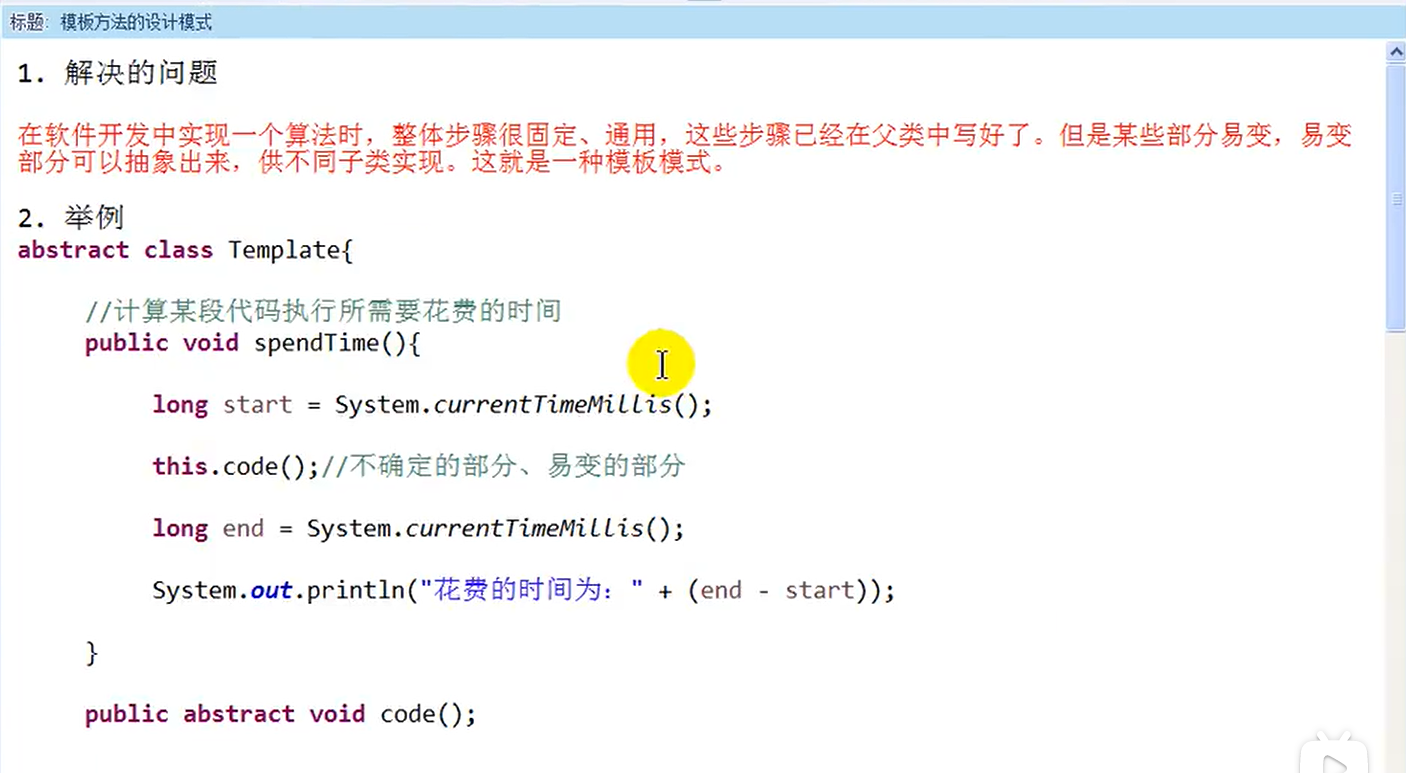 标题: 模板方法的设计模式
1. 解决的问题
在软件开发中实现一个算法时，整体步骤很固定、通用，这些步骤已经在父类中写好了。但是某些部分易变，易变
部分可以抽象出来，供不同子类实现。这就是一种模板模式。
2. 举例
abstract class Template{
//计算某段代码执行所需要花费的时间
public void spendTime(){
long start = System.currentTimeMillis();
this.code();//不确定的部分、易变的部分
long end = System.currentTimeMillis();
System.out.println("花费的时间为：" + (end - start));
}
public abstract void code();